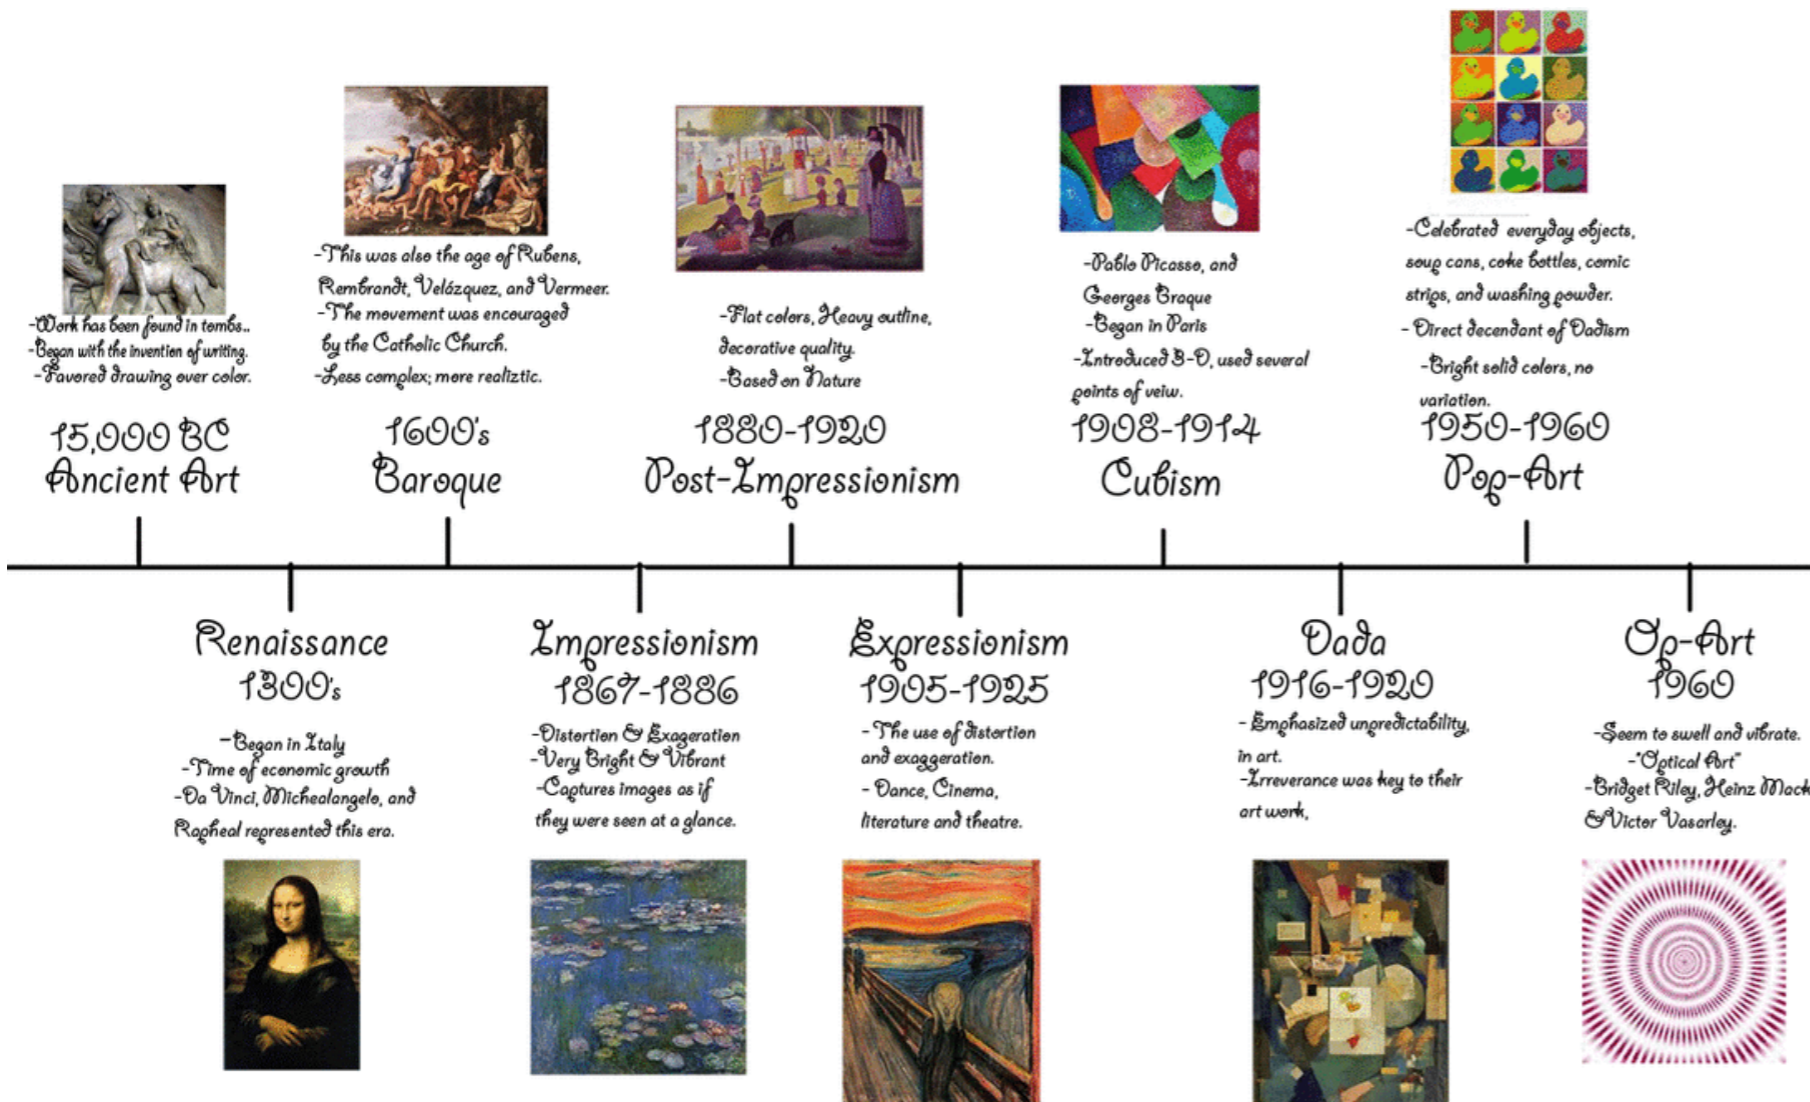 -Work has been found in tombs..
-Began with the invention of writing.
-Favored drawing over color.
15,000 BC
Ancient Art
-This was also the age of Rubens,
Rembrandt, Velázquez, and Vermeer.
-The movement was encouraged
by the Catholic Church.
-Less complex; more realiztic.
1600's
Baroque
-Flat colors, Heavy outline,
decorative quality.
-Based on Nature
1880-1920
Post-Impressionism
-Pablo Picasso, and
Georges Braque
-Began in Paris
-Introduced 3-D, used several
points of veiw.
1908-1914
Cubism
-Celebrated everyday objects,
soup cans, coke bottles, comic
strips, and washing powder.
- Direct decendant of Dadism
-Bright solid colors, no
variation.
1950-1960
Pop-Art
Renaissance
1300's
-Began in Italy
-Time of economic growth
-Da Vinci, Michealangelo, and
Rapheal represented this era.
Impressionism
1867-1886
-Distortion & Exageration
-Very Bright & Vibrant
-Captures images as if
they were seen at a glance.
Expressionism
1905-1925
-The use of distortion
and exaggeration.
- Dance, Cinema,
literature and theatre.
Dada
1916-1920
- Emphasized unpredictability,
in art.
-Irreverance was key to their
art work,
Op-Art
1960
-Seem to swell and vibrate.
-"Optical Art"
-Bridget Riley, Heinz Mack
&Victor Vasarley.